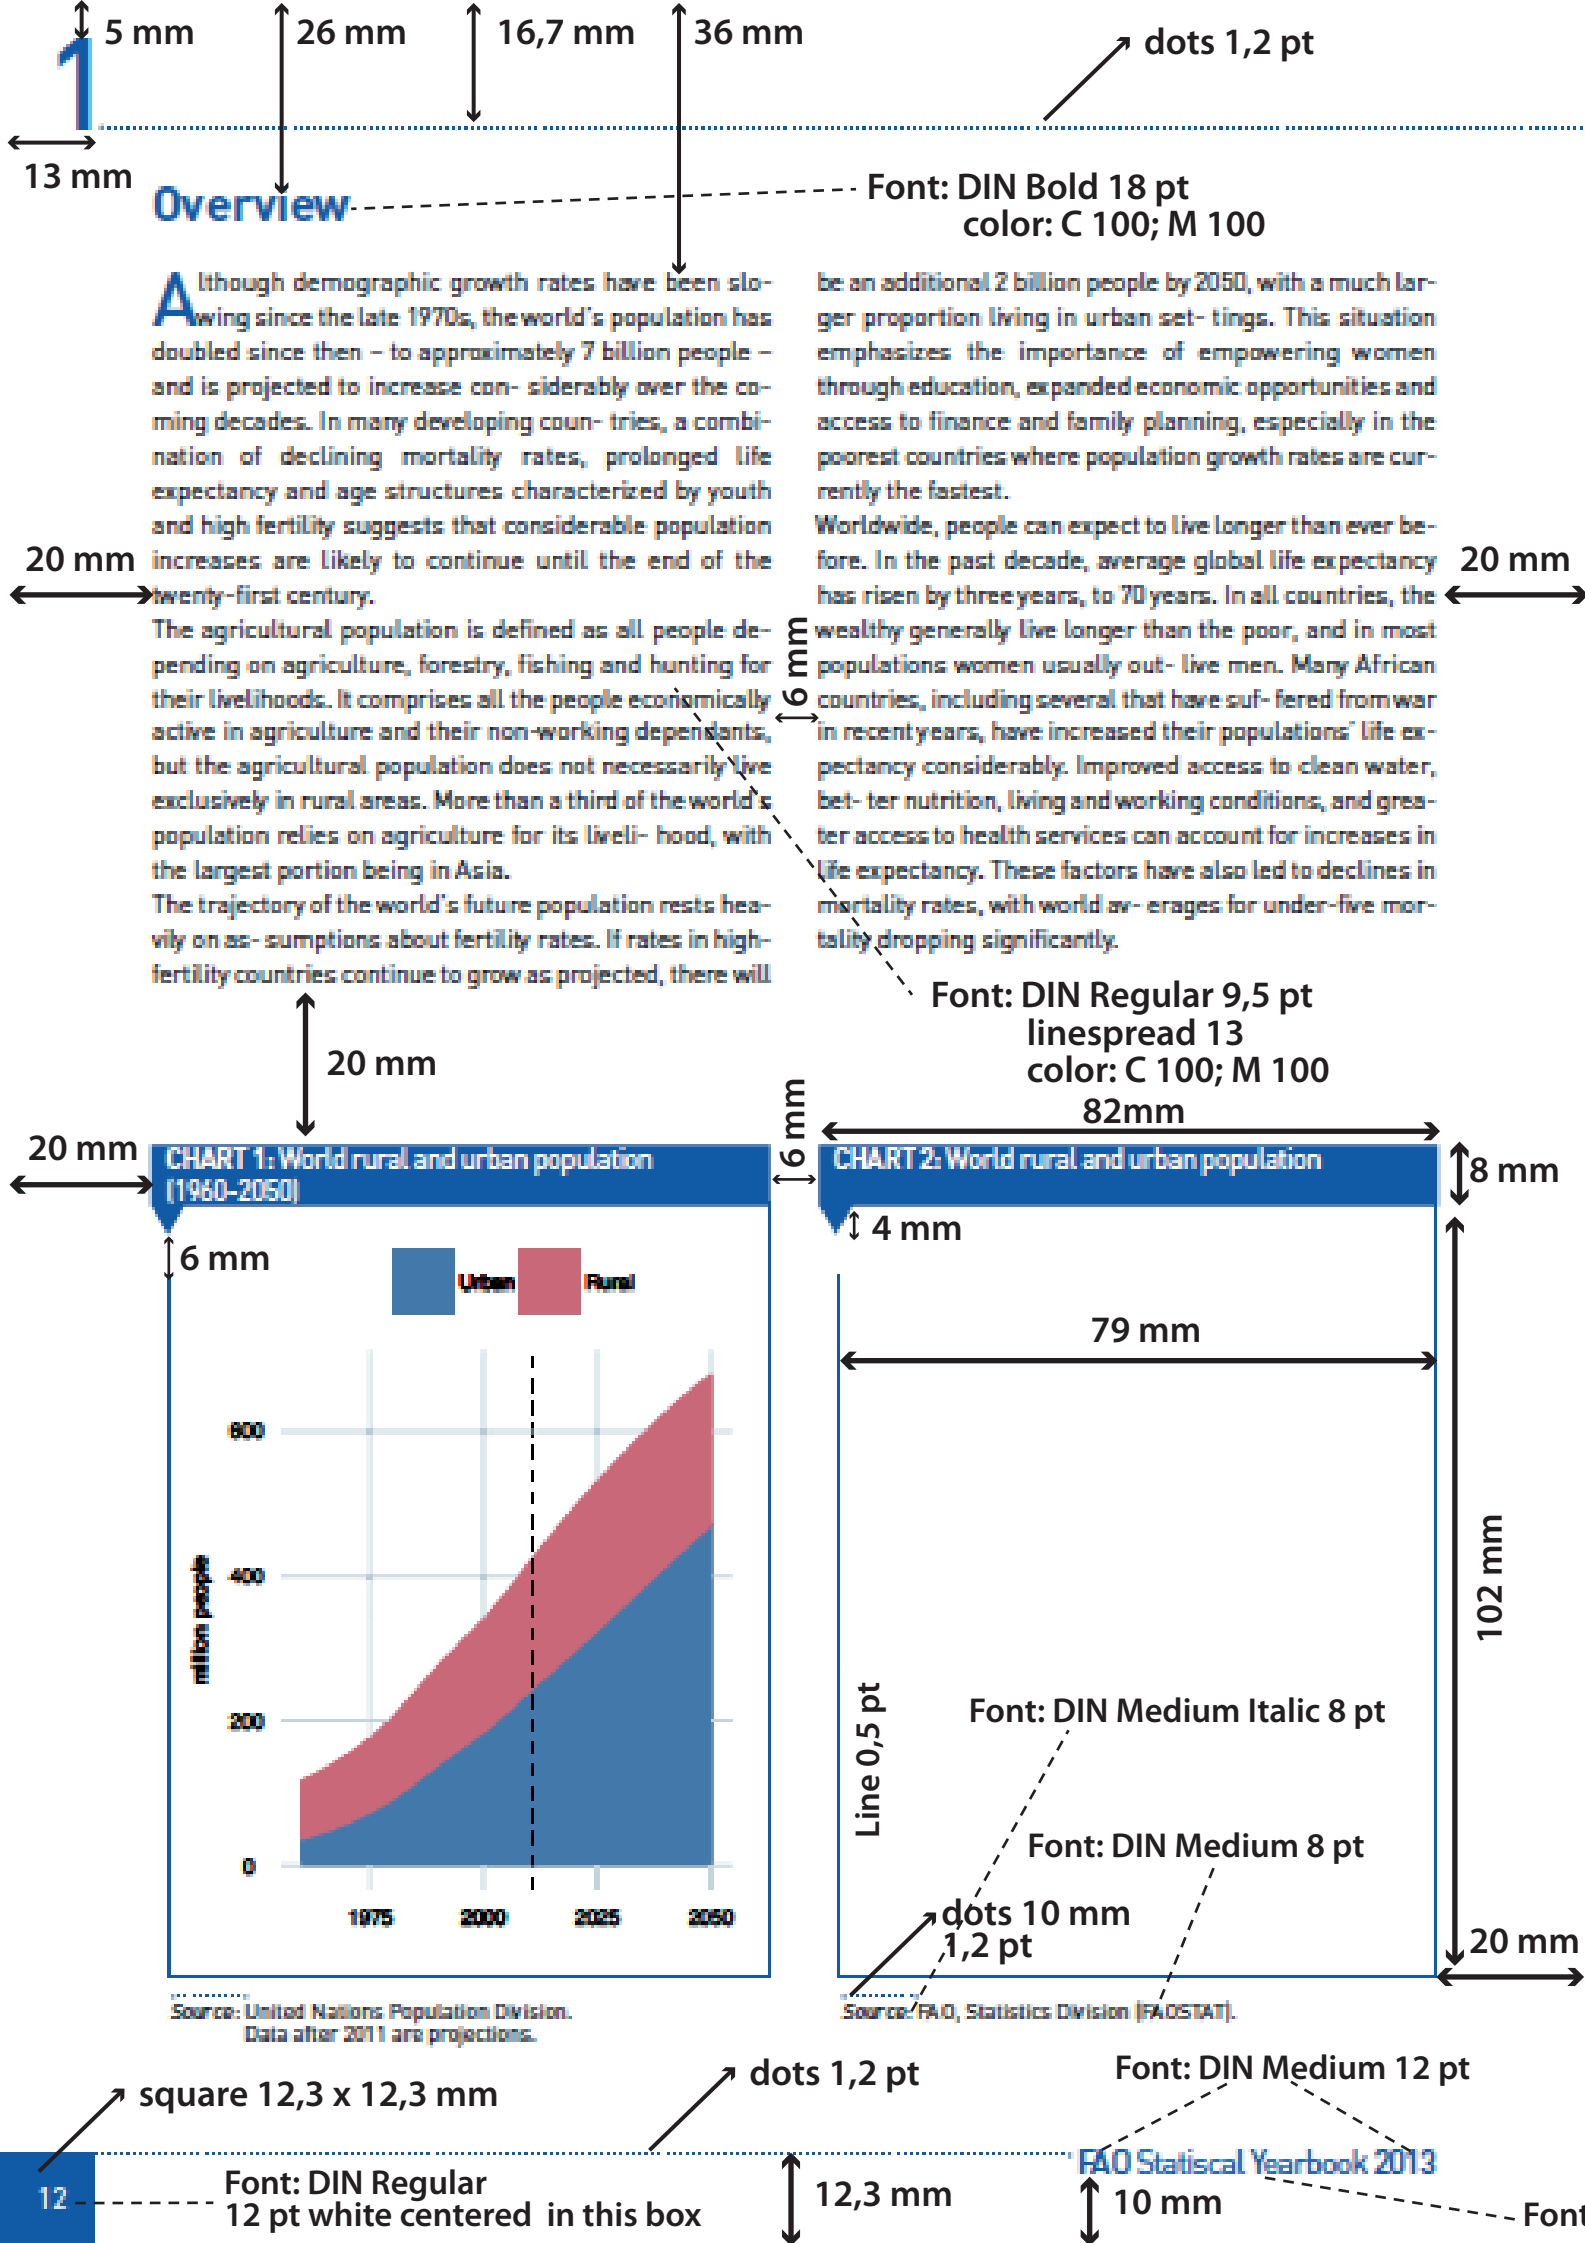 5 mm
26 mm
16,7 mm
36 mm
dots 1,2 pt
1
13 mm
Overview
Font: DIN Bold 18 pt
color: C 100; M 100
Although demographic growth rates have been slo-
wing since the late 1970s, the world's population has
doubled since then – to approximately 7 billion people –
and is projected to increase con- siderably over the co-
ming decades. In many developing coun- tries, a combi-
nation of declining mortality rates, prolonged life
expectancy and age structures characterized by youth
and high fertility suggests that considerable population
increases are likely to continue until the end of the
twenty-first century.
The agricultural population is defined as all people de-
pending on agriculture, forestry, fishing and hunting for
their livelihoods. It comprises all the people economically
active in agriculture and their non-working dependants,
but the agricultural population does not necessarily live
exclusively in rural areas. More than a third of the world's
population relies on agriculture for its liveli- hood, with
the largest portion being in Asia.
The trajectory of the world's future population rests hea-
vily on as- sumptions about fertility rates. If rates in high-
fertility countries continue to grow as projected, there will
be an additional 2 billion people by 2050, with a much lar-
ger proportion living in urban set- tings. This situation
emphasizes the importance of empowering women
through education, expanded economic opportunities and
access to finance and family planning, especially in the
poorest countries where population growth rates are cur-
rently the fastest.
Worldwide, people can expect to live longer than ever be-
fore. In the past decade, average global life expectancy
has risen by three years, to 70 years. In all countries, the
wealthy generally live longer than the poor, and in most
populations women usually out- live men. Many African
countries, including several that have suf- fered from war
in recent years, have increased their populations' life ex-
pectancy considerably. Improved access to clean water,
bet- ter nutrition, living and working conditions, and grea-
ter access to health services can account for increases in
life expectancy. These factors have also led to declines in
mortality rates, with world av- erages for under-five mor-
tality dropping significantly.
20 mm
20 mm
6 mm
Font: DIN Regular 9,5 pt
linespread 13
color: C 100; M 100
20 mm
82mm
20 mm
6 mm
8 mm
CHART 1: World rural and urban population
(1960-2050)
CHART 2: World rural and urban population
6 mm
4 mm
Urban
Rural
79 mm
600
400
200
0
million people
1975
2000
2025
2050
102 mm
Line 0,5 pt
Font: DIN Medium Italic 8 pt
Font: DIN Medium 8 pt
dots 10 mm
1,2 pt
20 mm
Source: United Nations Population Division.
Data after 2011 are projections.
Source: FAO, Statistics Division (FAOSTAT).
square 12,3 x 12,3 mm
dots 1,2 pt
Font: DIN Medium 12 pt
FAO Statiscal Yearbook 2013
12
Font: DIN Regular
12 pt white centered in this box
12,3 mm
10 mm
Font